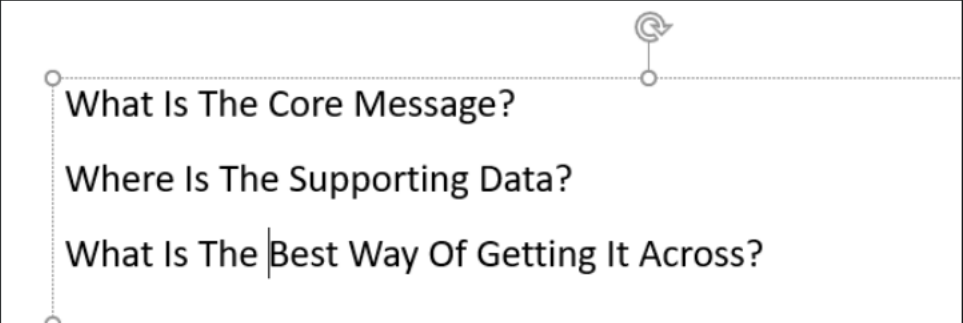 What Is The Core Message?
Where Is The Supporting Data?
What Is The Best Way Of Getting It Across?